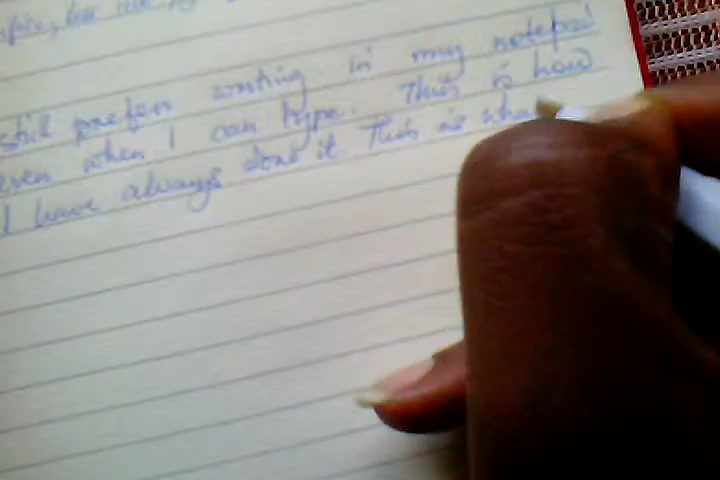 still prefer writing in my notepad
even when I can type. This is how
I have always done it. This is what